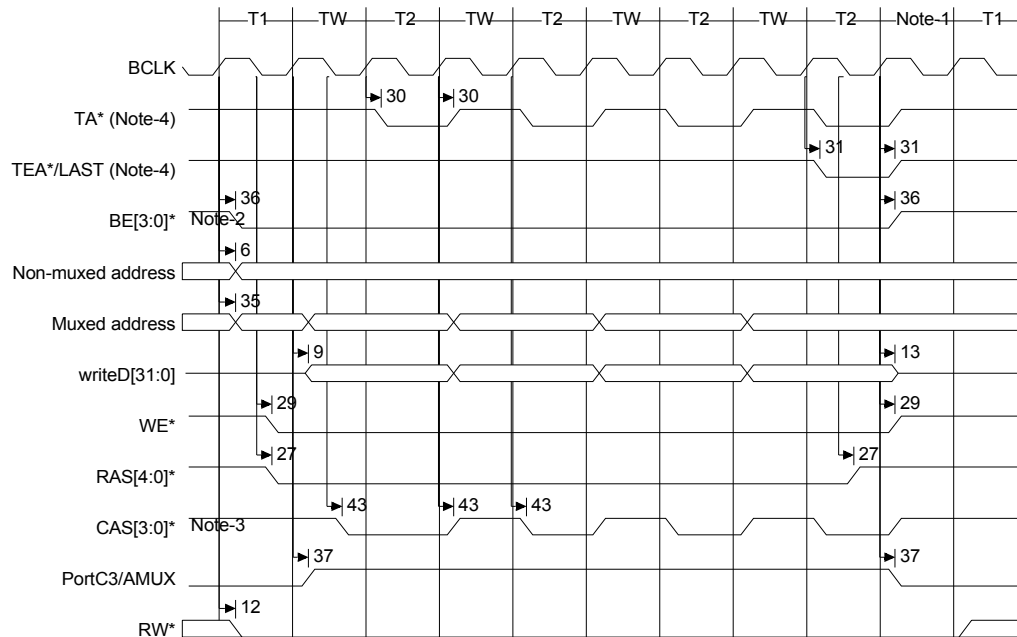 T1 TW T2 TW T2 TW T2 TW T2 Note-1 T1
BCLK
30 30
TA* (Note-4)
31 31
TEA*/LAST (Note-4)
36 36
BE[3:0]* Note-2
6
Non-muxed address
35
Muxed address
9 13
writeD[31:0]
29 29
WE*
27 27
RAS[4:0]*
43 43 43
CAS[3:0]* Note-3
37 37
PortC3/AMUX
12
RW*